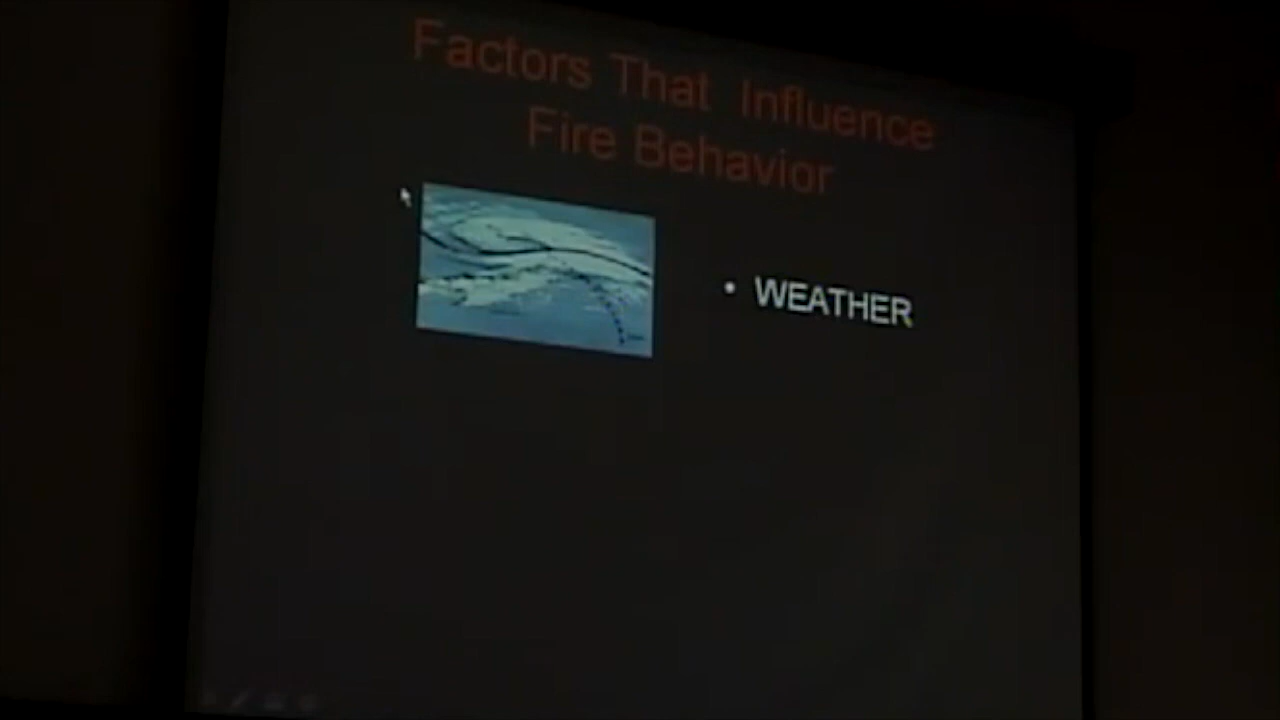 Factors That Influence
Fire Behavior
• WEATHER